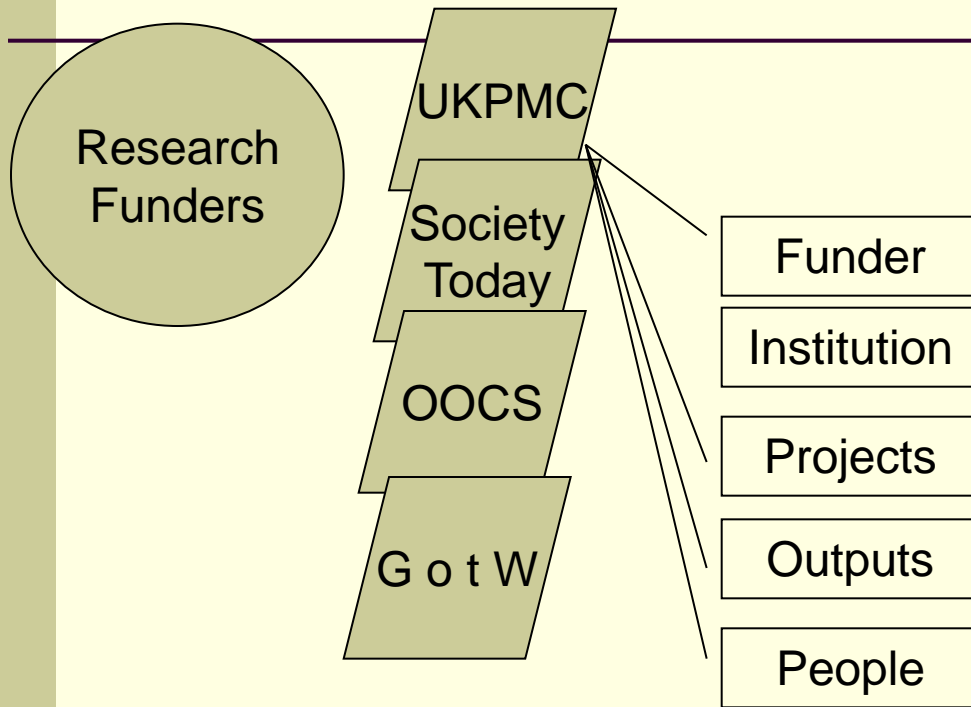 Research
Funders
UKPMC
Society
Today
OOCS
G o t W
Funder
Institution
Projects
Outputs
People